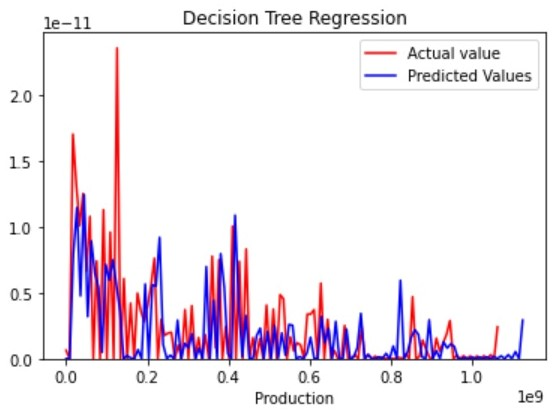 Decision Tree Regression
1e−11
Actual value
Predicted Values
2.0
1.5
1.0
0.5
0.0
0.0 0.2 0.4 0.6 0.8 1.0
Production 1e9